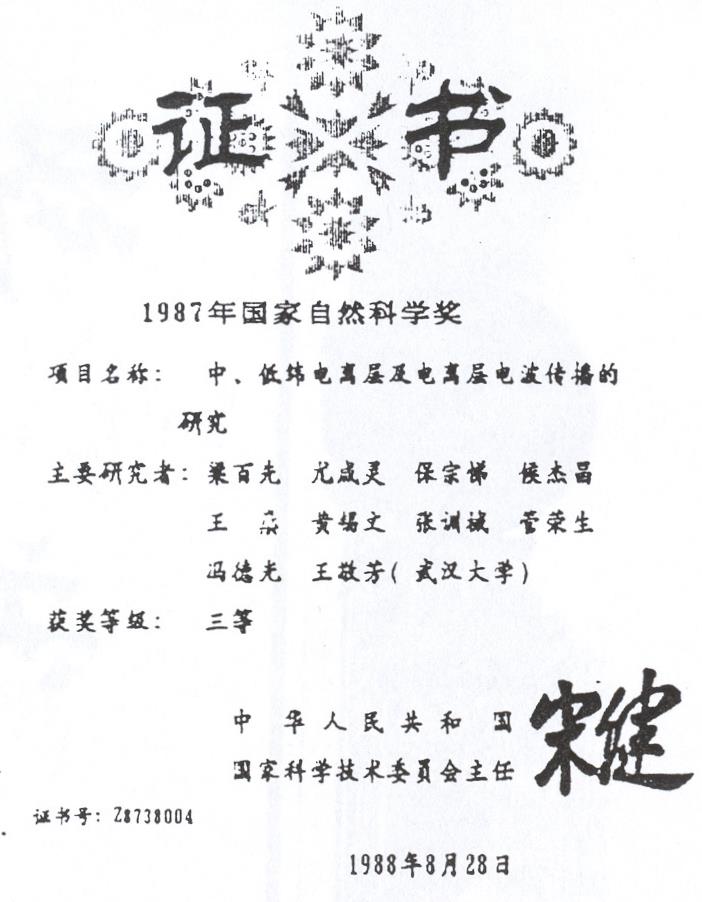 证书
1987年国家自然科学奖
项目名称: 中、低纬电离层及电离层电波传播的
研究
主要研究者: 梁百先 尤咸灵 保宗悌 侯杰昌
王燊 黄锡文 张训械 管荣生
冯德光 王敬芳(武汉大学)
获奖等级: 三等
中华人民共和国
国家科学技术委员会主任 宋健
证书号: Z8738004
1988年8月28日